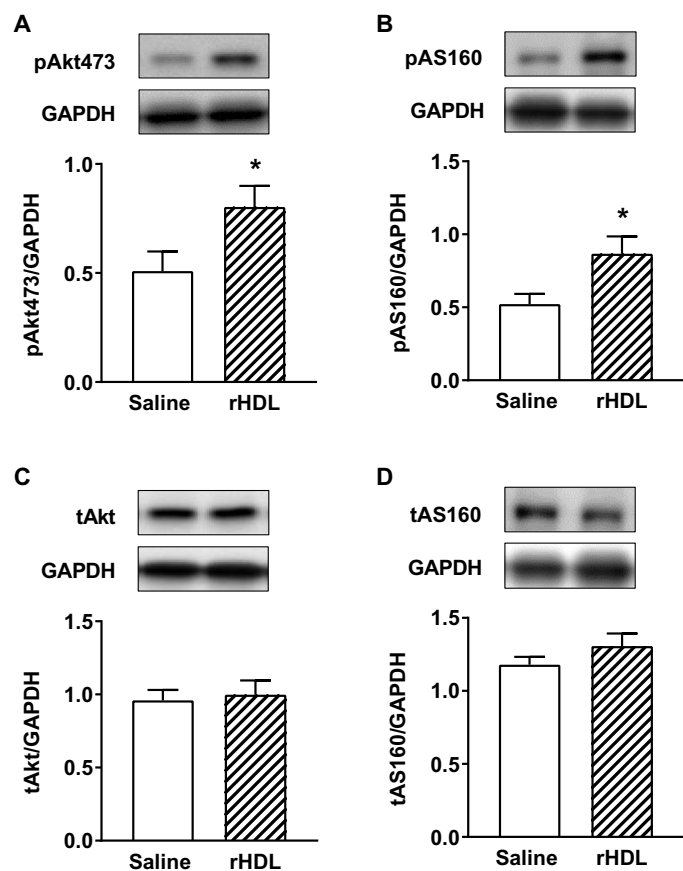 A
pAkt473
GAPDH
1.0
*
pAkt473/GAPDH
0.5
0.0
Saline rHDL
B
pAS160
GAPDH
1.5
*
pAS160/GAPDH
1.0
0.5
0.0
Saline rHDL
C
tAkt
GAPDH
1.5
tAkt/GAPDH
1.0
0.5
0.0
Saline rHDL
D
tAS160
GAPDH
1.5
tAS160/GAPDH
1.0
0.5
0.0
Saline rHDL